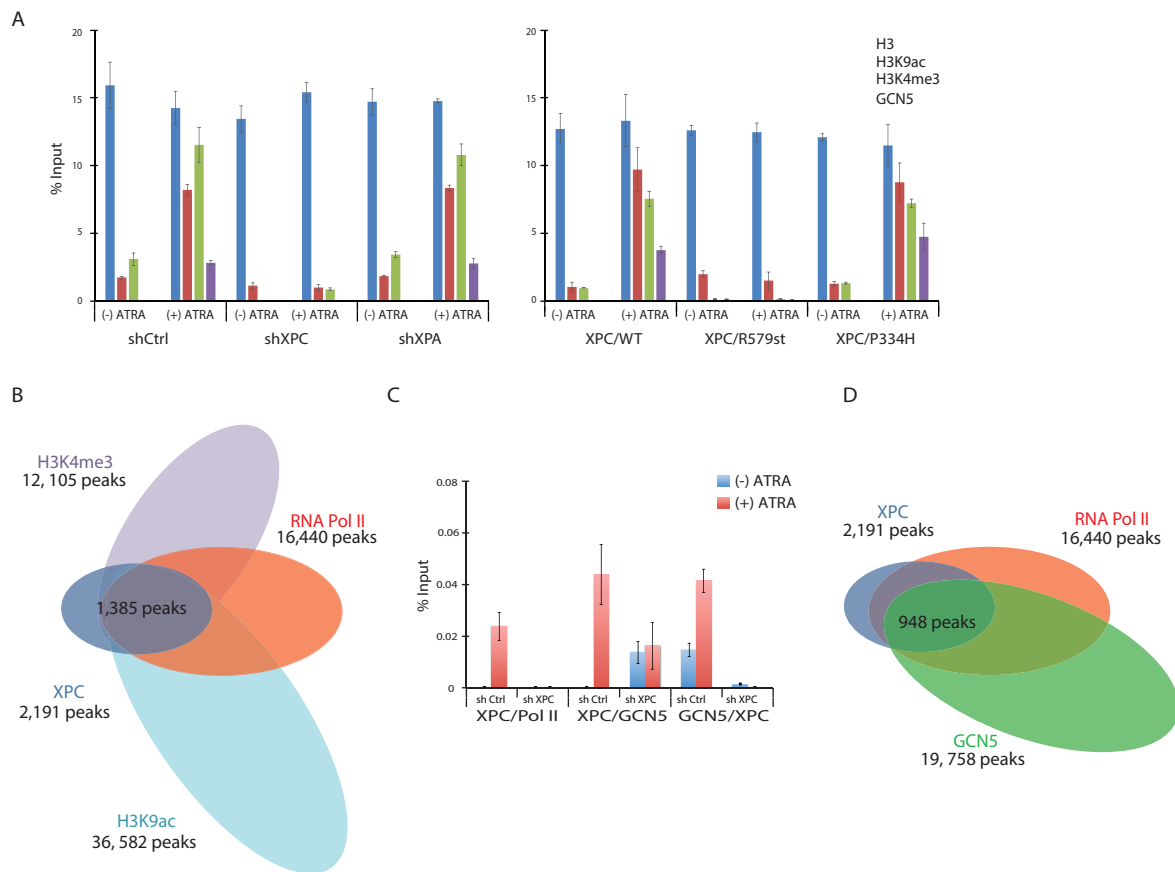 A
20
15
10
5
0
% Input
(-) ATRA
(+) ATRA
(-) ATRA
(+) ATRA
(-) ATRA
(+) ATRA
shCtrl
shXPC
shXPA
20
15
10
5
0
H3
H3K9ac
H3K4me3
GCN5
(-) ATRA
(+) ATRA
(-) ATRA
(+) ATRA
(-) ATRA
(+) ATRA
XPC/WT
XPC/R579st
XPC/P334H
B
H3K4me3
12, 105 peaks
RNA Pol II
16,440 peaks
1,385 peaks
XPC
2,191 peaks
H3K9ac
36, 582 peaks
C
(-) ATRA
(+) ATRA
0.08
0.06
0.04
0.02
0
% Input
sh Ctrl
sh XPC
sh Ctrl
sh XPC
sh Ctrl
sh XPC
XPC/Pol II
XPC/GCN5
GCN5/XPC
D
XPC
2,191 peaks
RNA Pol II
16,440 peaks
948 peaks
GCN5
19, 758 peaks